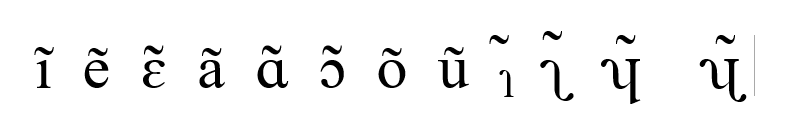 ĩ ẽ ɛ̃ ã ɑ̃ ɔ̃ õ ũ ɿ̃ ʅ̃ ʮ̃ ʯ̃